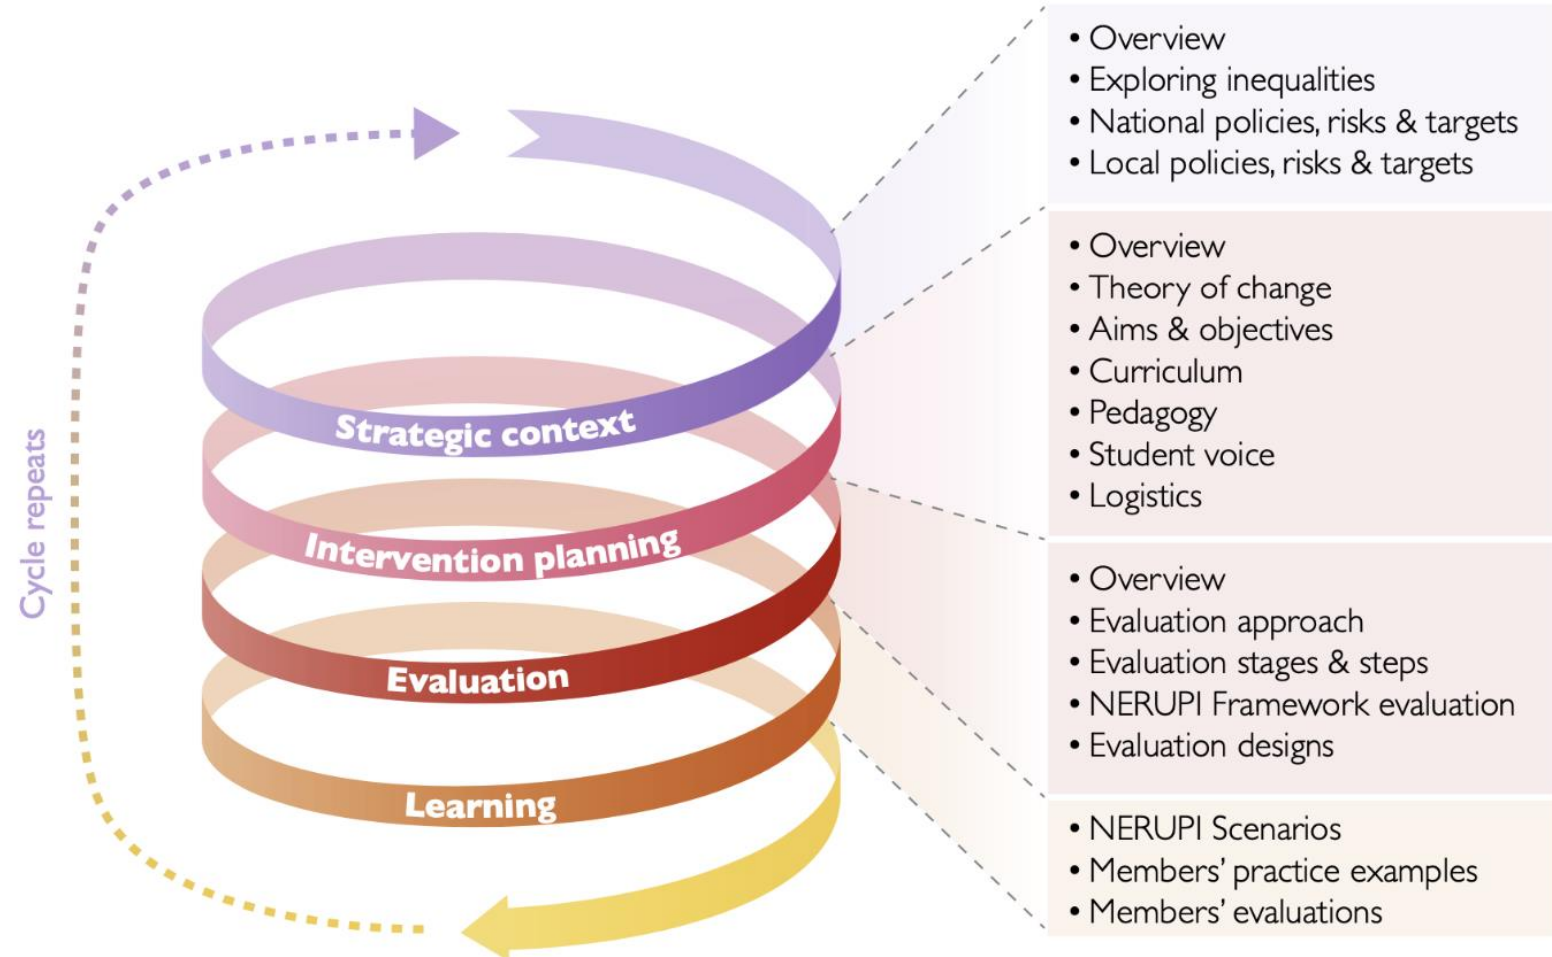 Cycle repeats
Strategic context
Intervention planning
Evaluation
Learning
• Overview
• Exploring inequalities
• National policies, risks & targets
• Local policies, risks & targets
• Overview
• Theory of change
• Aims & objectives
• Curriculum
• Pedagogy
• Student voice
• Logistics
• Overview
• Evaluation approach
• Evaluation stages & steps
• NERUPI Framework evaluation
• Evaluation designs
• NERUPI Scenarios
• Members’ practice examples
• Members’ evaluations